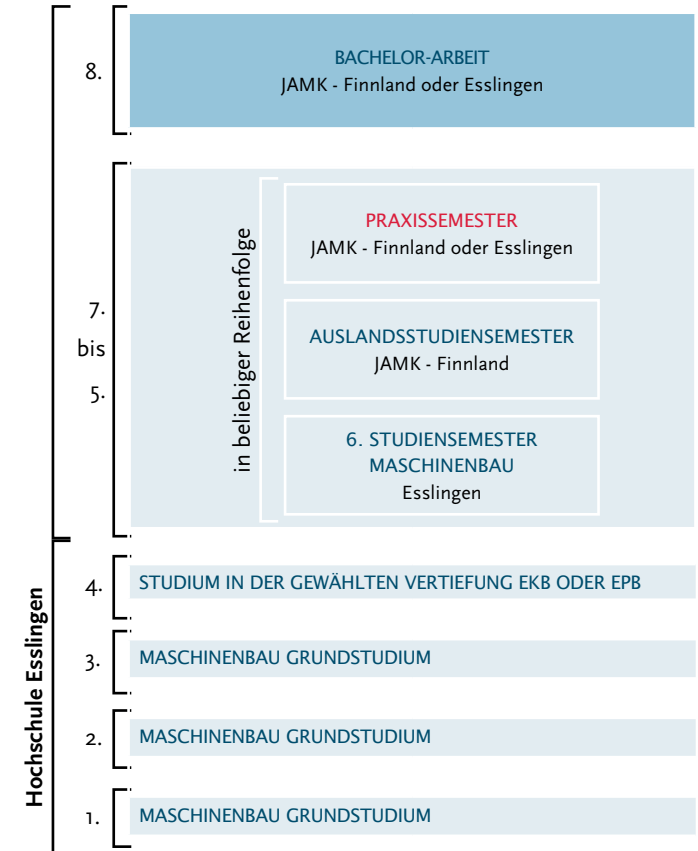 8.
BACHELOR-ARBEIT
JAMK - Finnland oder Esslingen
7.
bis
5.
in beliebiger Reihenfolge
PRAXISSEMESTER
JAMK - Finnland oder Esslingen
AUSLANDSSTUDIENSEMESTER
JAMK - Finnland
6. STUDIENSEMESTER
MASCHINENBAU
Esslingen
Hochschule Esslingen
4.
STUDIUM IN DER GEWÄHLTEN VERTIEFUNG EKB ODER EPB
3.
MASCHINENBAU GRUNDSTUDIUM
2.
MASCHINENBAU GRUNDSTUDIUM
1.
MASCHINENBAU GRUNDSTUDIUM